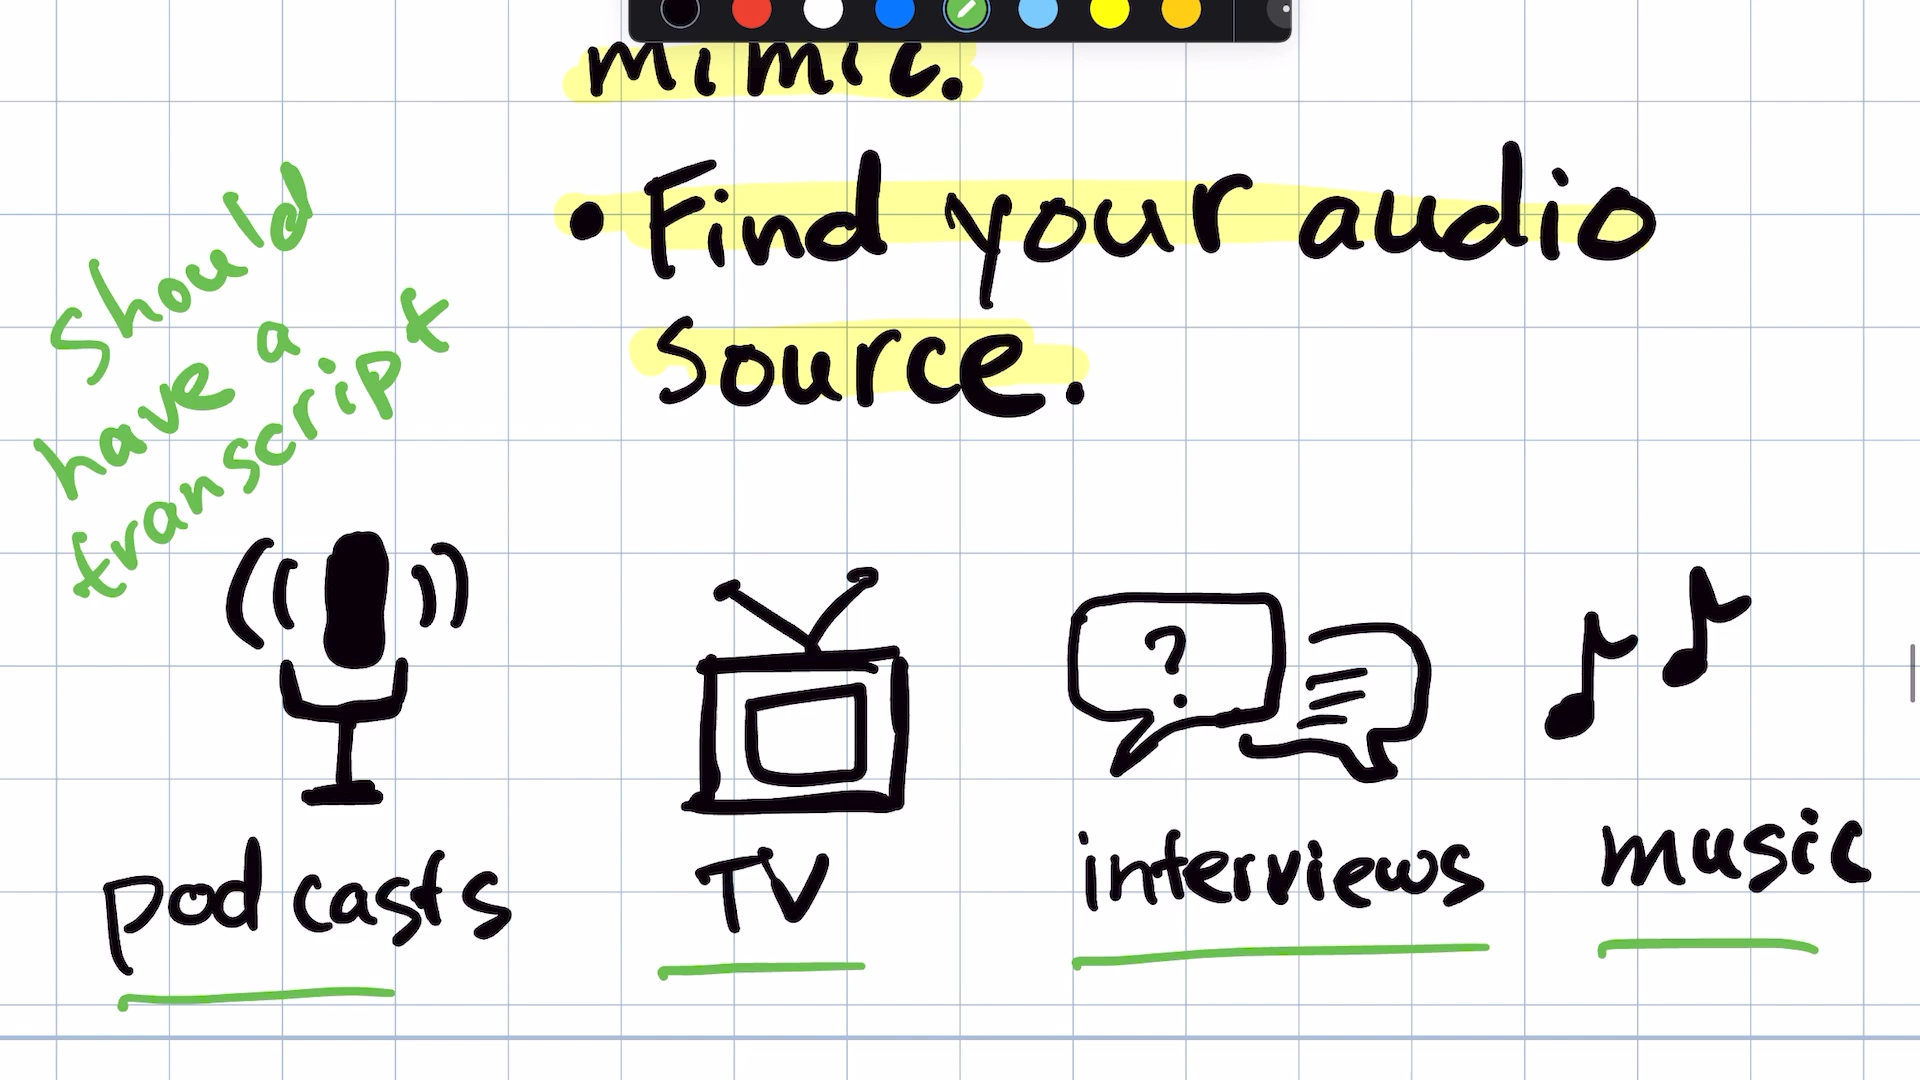 mimic.
• Find your audio
source.
Should
have a
transcript
?
podcasts
TV
interviews
music